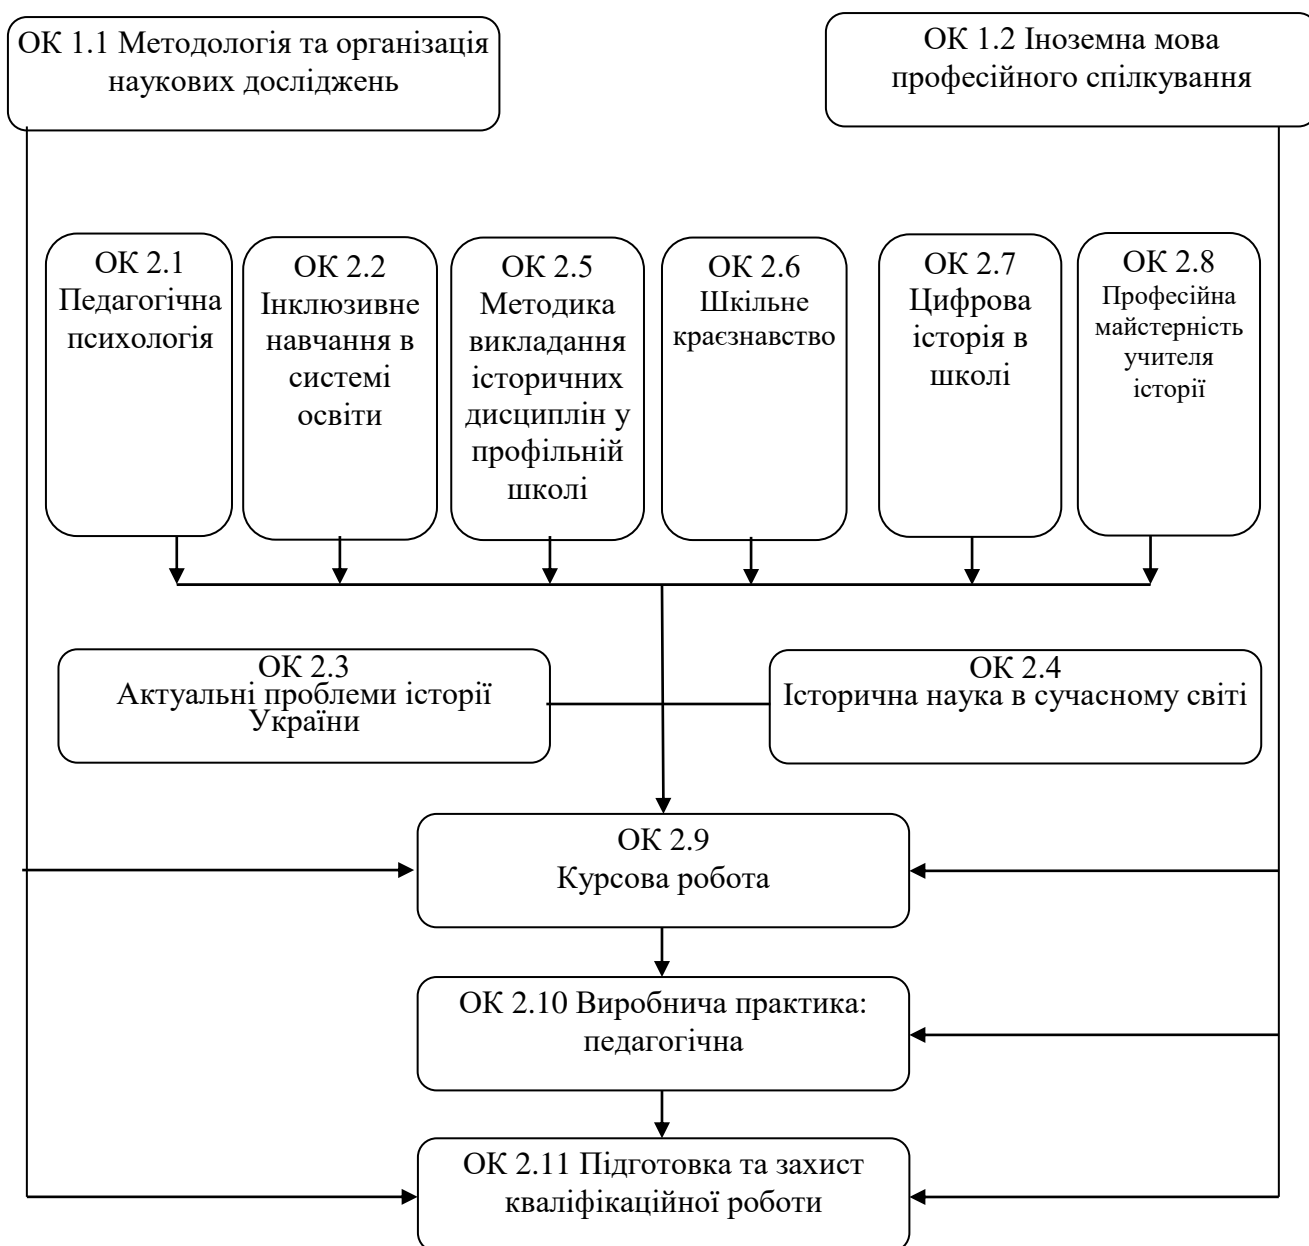 ОК 1.1 Методологія та організація
наукових досліджень
ОК 1.2 Іноземна мова
професійного спілкування
ОК 2.1
Педагогічна
психологія
ОК 2.2
Інклюзивне
навчання в
системі
освіти
ОК 2.5
Методика
викладання
історичних
дисциплін у
профільній
школі
ОК 2.6
Шкільне
краєзнавство
ОК 2.7
Цифрова
історія в
школі
ОК 2.8
Професійна
майстерність
учителя
історії
ОК 2.3
Актуальні проблеми історії
України
ОК 2.4
Історична наука в сучасному світі
ОК 2.9
Курсова робота
ОК 2.10 Виробнича практика:
педагогічна
ОК 2.11 Підготовка та захист
кваліфікаційної роботи